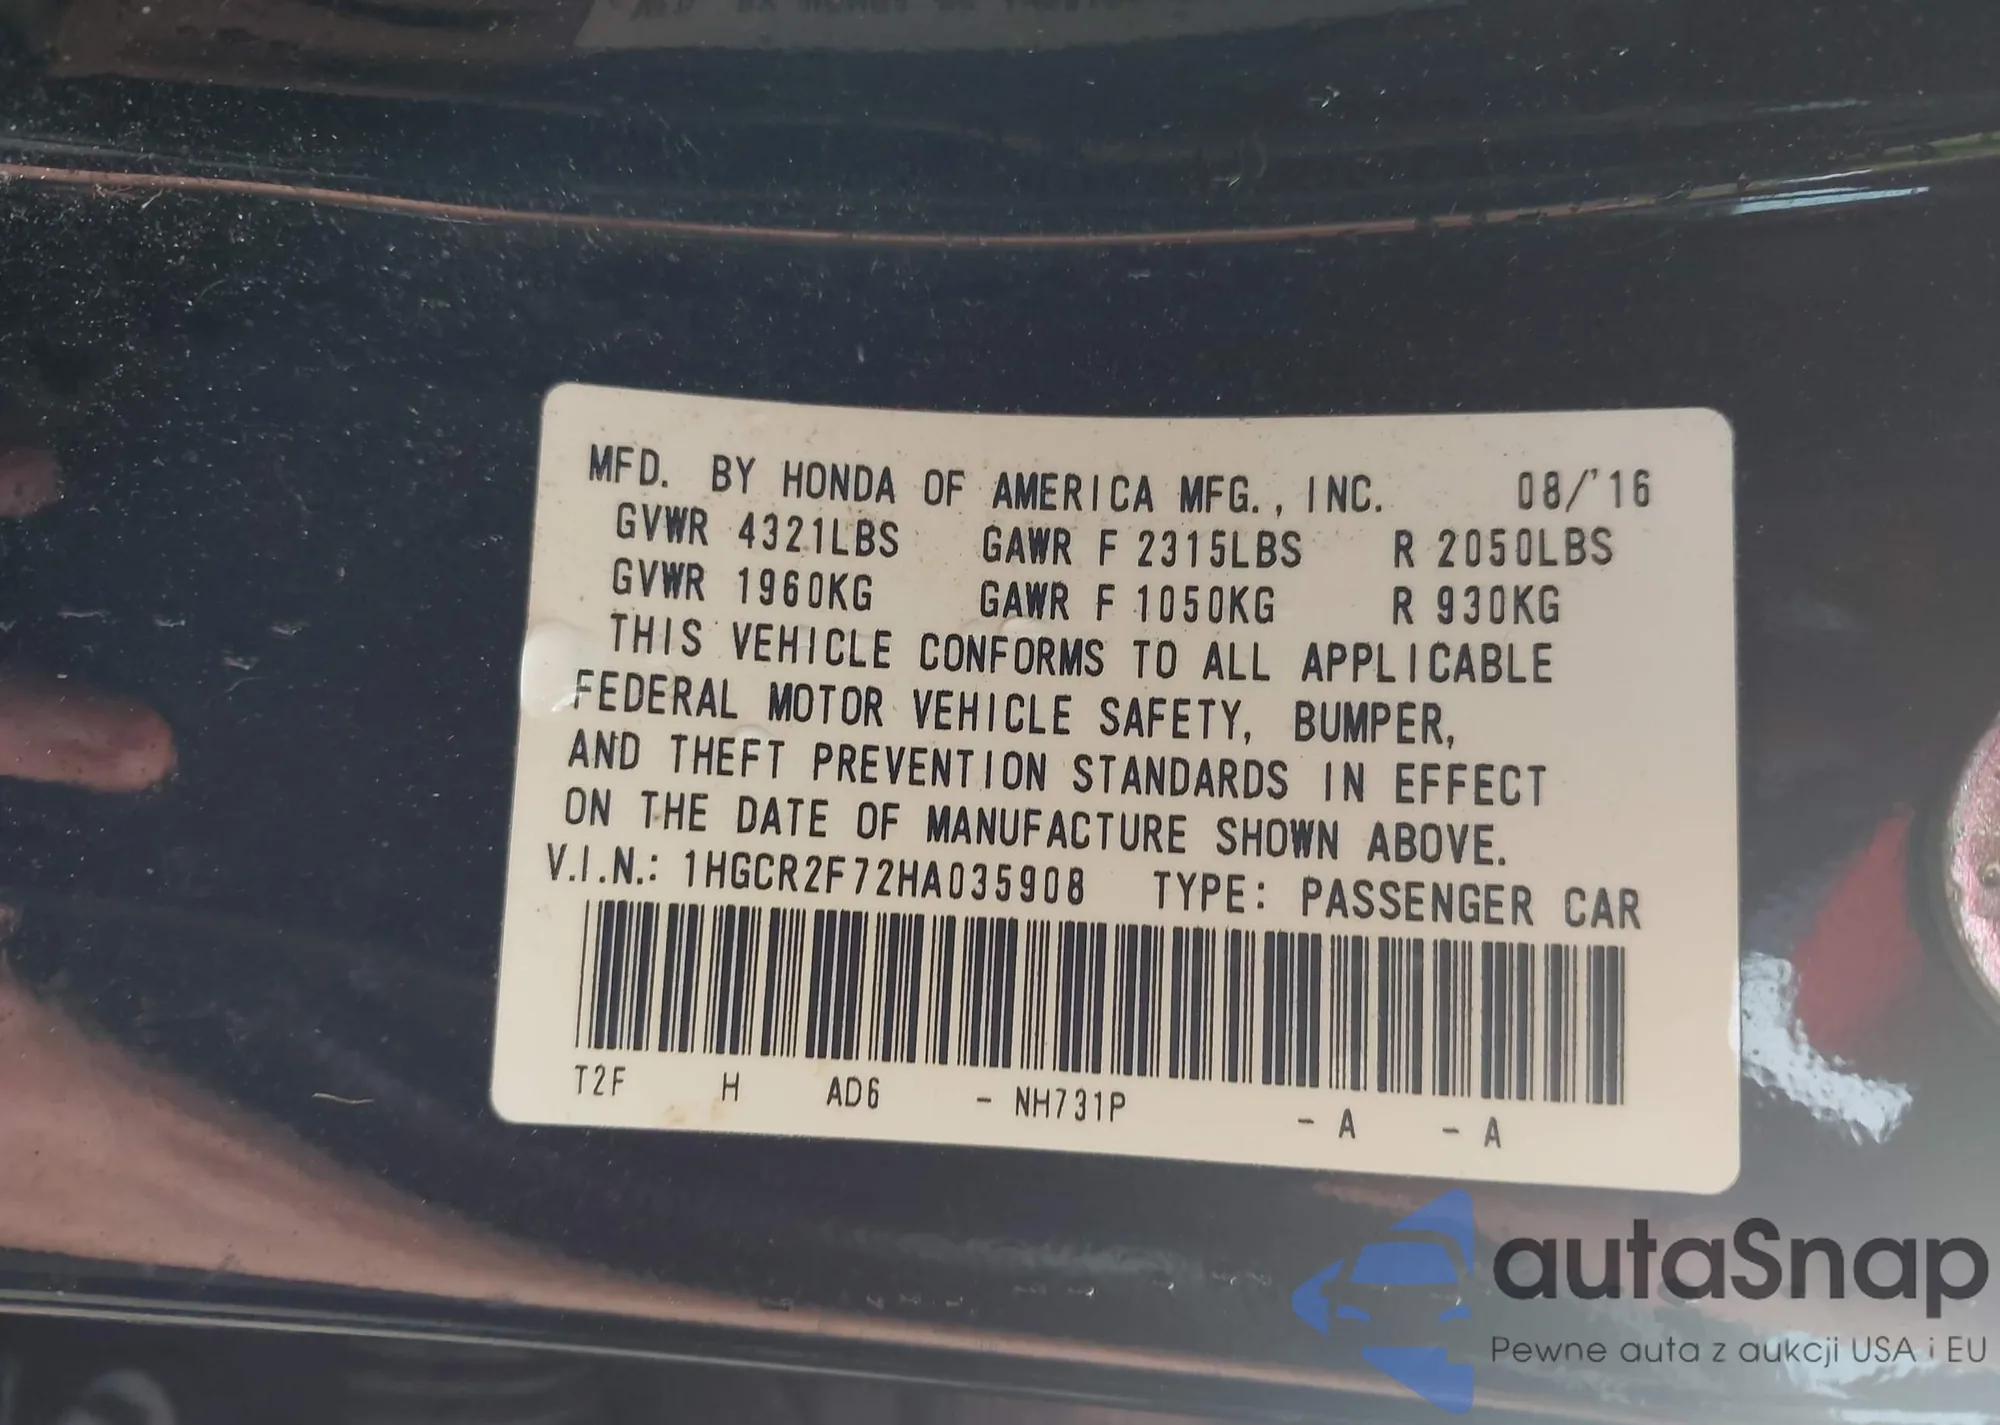 MFD. BY HONDA OF AMERICA MFG., INC. 08/'16
GVWR 4321LBS GAWR F 2315LBS R 2050LBS
GVWR 1960KG GAWR F 1050KG R 930KG
THIS VEHICLE CONFORMS TO ALL APPLICABLE
FEDERAL MOTOR VEHICLE SAFETY, BUMPER,
AND THEFT PREVENTION STANDARDS IN EFFECT
ON THE DATE OF MANUFACTURE SHOWN ABOVE.
V.I.N.: 1HGCR2F72HA035908 TYPE: PASSENGER CAR
T2F H AD6 - NH731P - A - A
autaSnap
Pewne auta z aukcji USA i EU